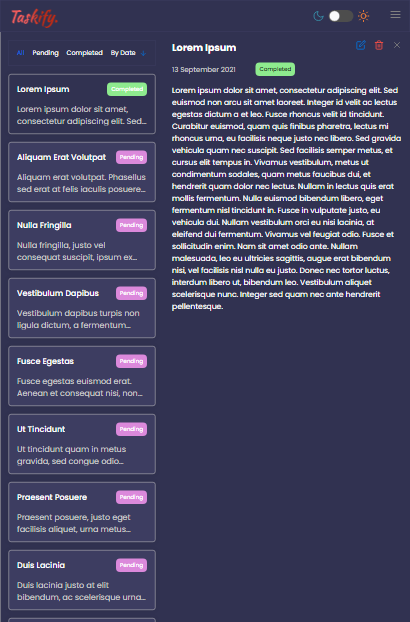 Taskify.
All Pending Completed By Date
Lorem Ipsum
Completed
Lorem ipsum dolor sit amet,
consectetur adipiscing elit. Sed...
Aliquam Erat Volutpat
Pending
Aliquam erat volutpat. Phasellus
sed erat at felis iaculis posuere...
Nulla Fringilla
Pending
Nulla fringilla, justo vel
consequat suscipit, ipsum ex...
Vestibulum Dapibus
Pending
Vestibulum dapibus turpis non
ligula dictum, a fermentum...
Fusce Egestas
Pending
Fusce egestas euismod erat.
Aenean et consequat nisi, non...
Ut Tincidunt
Pending
Ut tincidunt quam in metus
gravida, sed congue odio...
Praesent Posuere
Pending
Praesent posuere, justo eget
facilisis aliquet, urna metus...
Duis Lacinia
Pending
Duis lacinia justo at elit
bibendum, ac scelerisque urna...
Lorem Ipsum
13 September 2021
Completed
Lorem ipsum dolor sit amet, consectetur adipiscing elit. Sed
euismod non arcu sit amet laoreet. Integer id velit ac lectus
egestas dictum a et leo. Fusce rhoncus velit id tincidunt.
Curabitur euismod, quam quis finibus pharetra, lectus mi
rhoncus urna, eu facilisis neque justo nec libero. Sed gravida
vehicula quam nec suscipit. Sed facilisis semper metus, et
cursus elit tempus in. Vivamus vestibulum, metus ut
condimentum sodales, quam metus faucibus dui, et
hendrerit quam dolor nec lectus. Nullam in lectus quis erat
mollis fermentum. Nulla euismod bibendum libero, eget
fermentum nisl tincidunt in. Fusce in vulputate justo, eu
vehicula dui. Nullam vestibulum orci eu nisi lacinia, at
eleifend dui fermentum. Vivamus vel feugiat odio. Fusce et
sollicitudin enim. Nam sit amet odio ante. Nullam
malesuada, leo eu ultricies sagittis, augue erat bibendum
nisi, vel facilisis nisl nulla eu justo. Donec nec tortor luctus,
interdum libero ut, bibendum leo. Vestibulum aliquet
scelerisque nunc. Integer sed quam nec ante hendrerit
pellentesque.